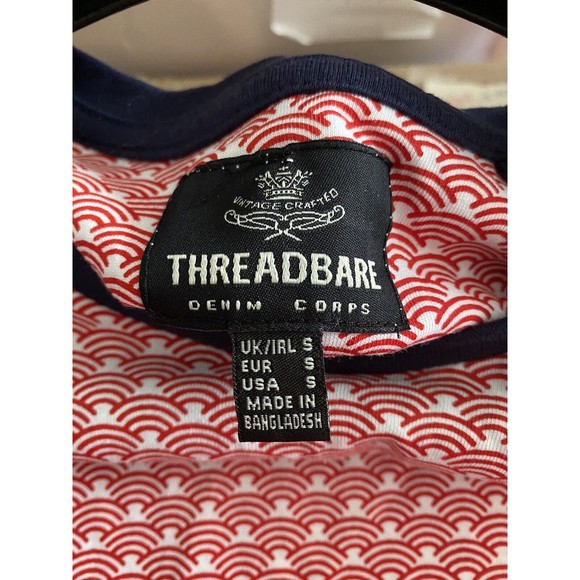 VINTAGE CRAFTED
THREADBARE
DENIM CORPS
UK/IRL S
EUR S
USA S
MADE IN
BANGLADESH